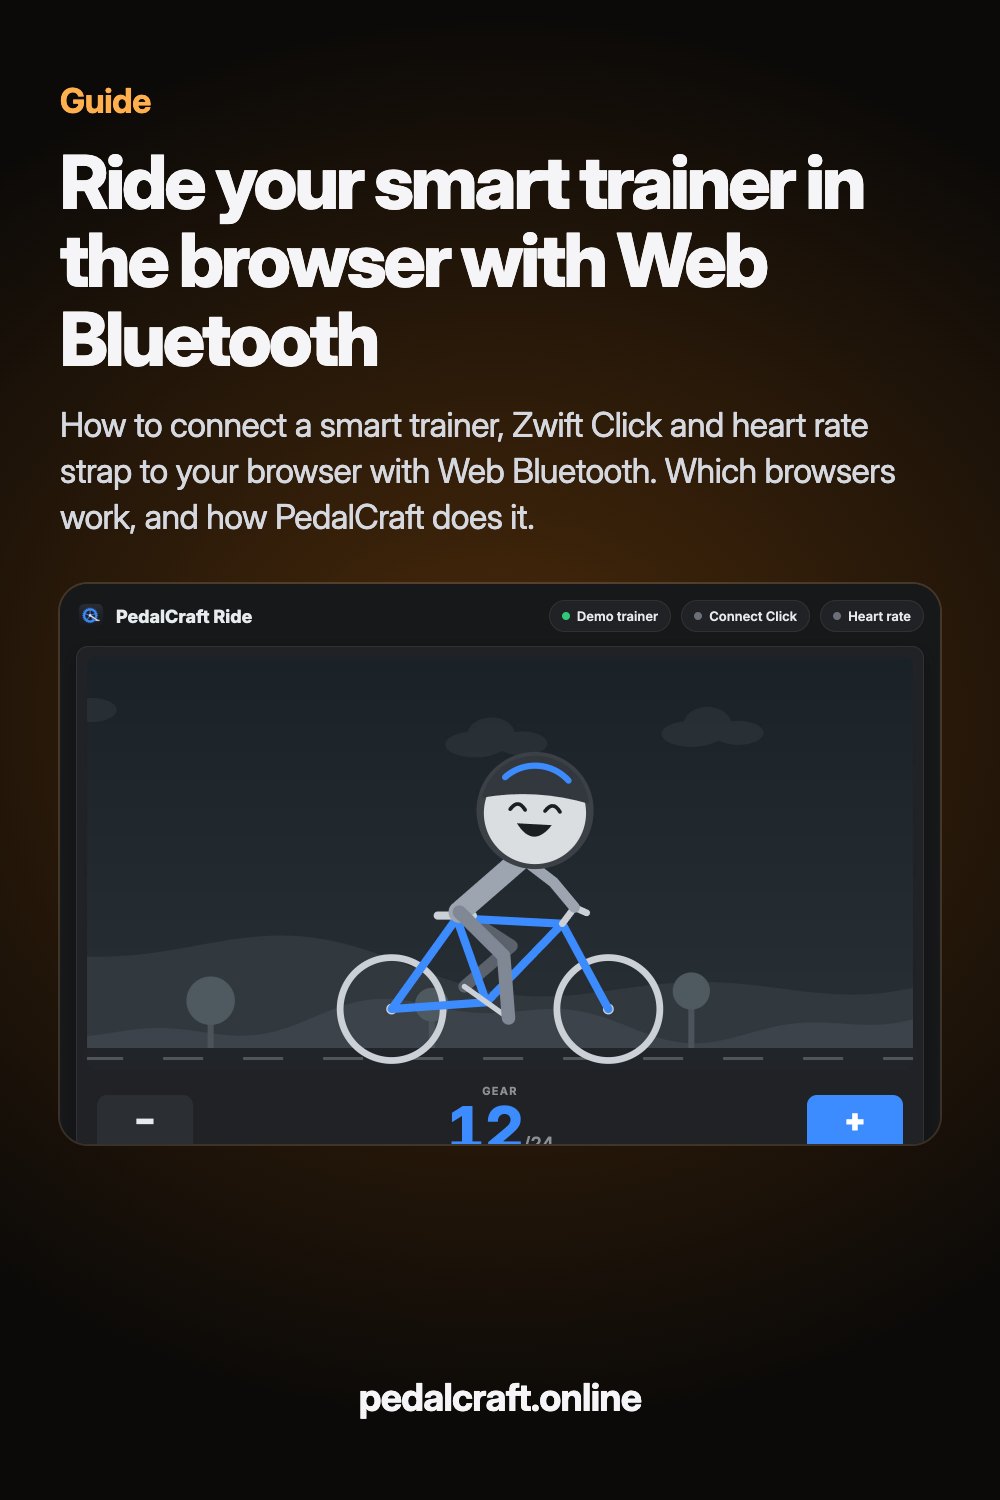 Guide
Ride your smart trainer in
the browser with Web
Bluetooth
How to connect a smart trainer, Zwift Click and heart rate
strap to your browser with Web Bluetooth. Which browsers
work, and how PedalCraft does it.
PedalCraft Ride
Demo trainer
Connect Click
Heart rate
GEAR
− 12/24 +
pedalcraft.online